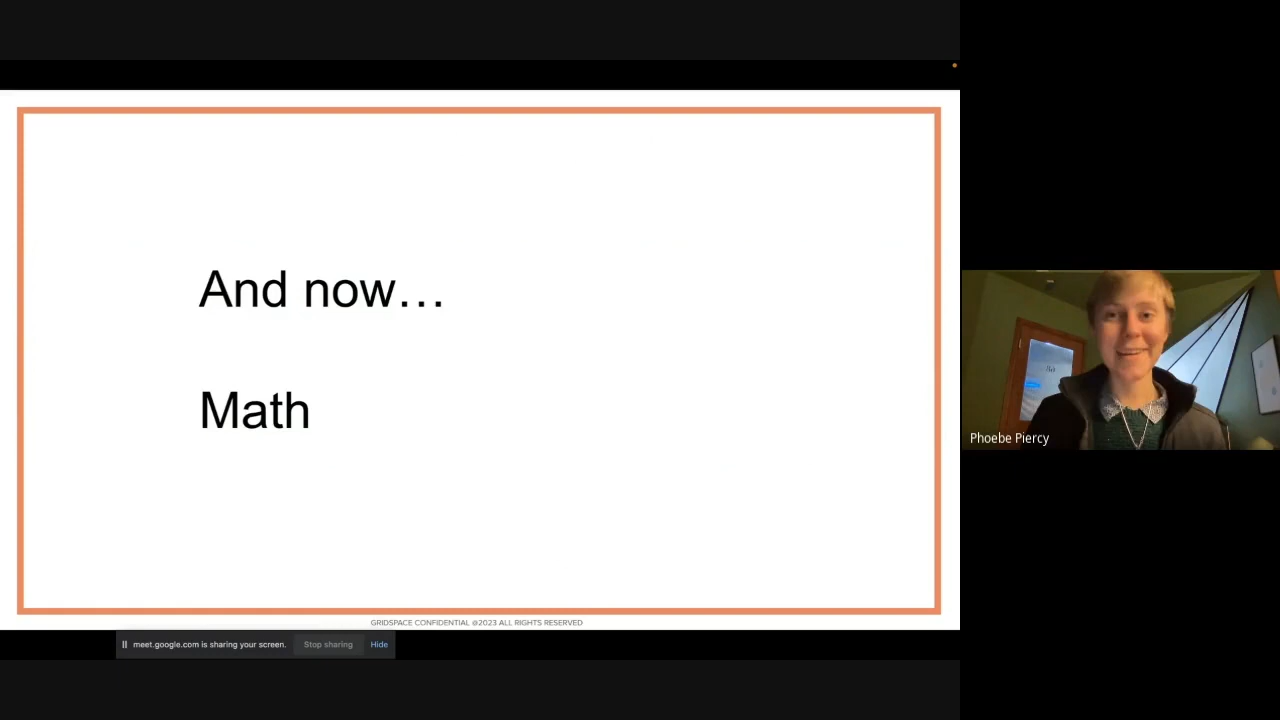 And now…
Math
GRIDSPACE CONFIDENTIAL @2023 ALL RIGHTS RESERVED
meet.google.com is sharing your screen. Stop sharing Hide
Phoebe Piercy